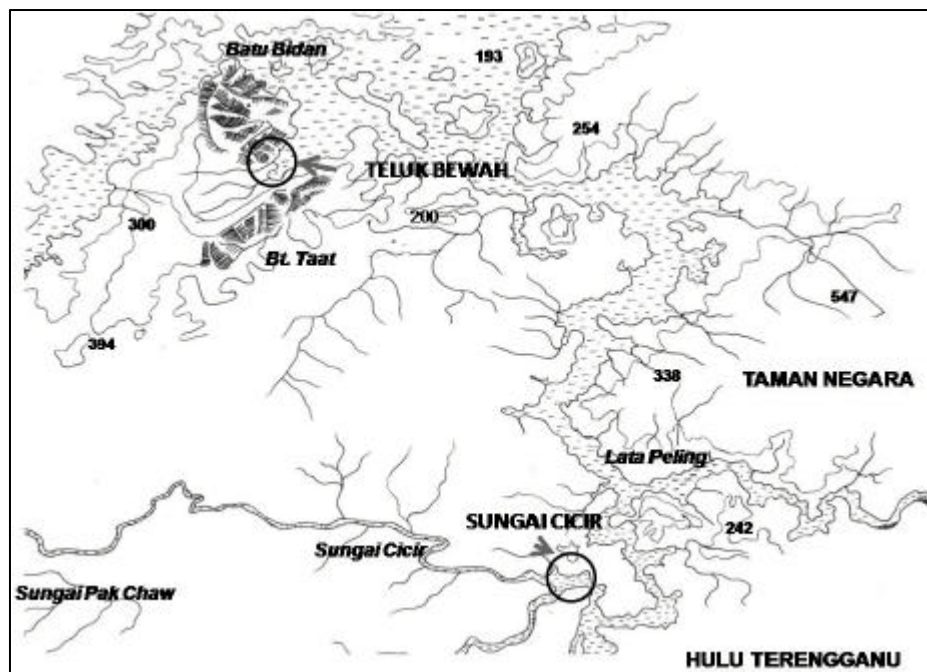 Batu Bidan
193
254
TELUK BEWAH
200
300
Bt. Taat
547
394
338
TAMAN NEGARA
Lata Peling
SUNGAI CICIR
242
Sungai Cicir
Sungai Pak Chaw
HULU TERENGGANU